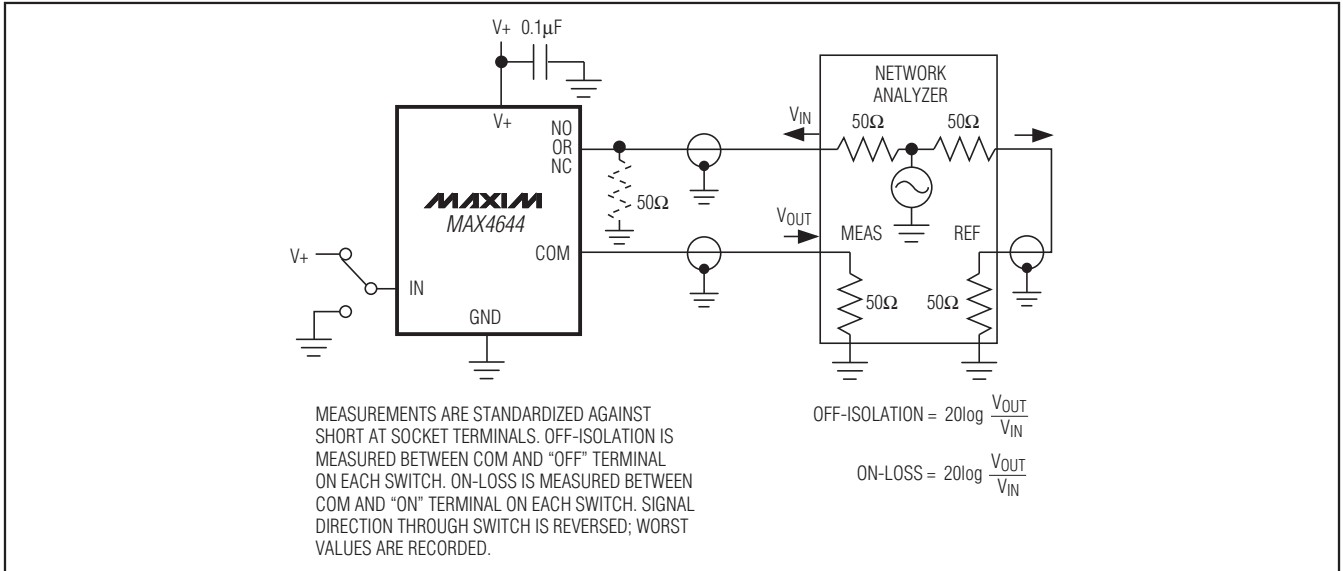 V+ 0.1µF
V+
NO
OR
NC
MAXIM
MAX4644
COM
V+
IN
GND
50Ω
NETWORK
ANALYZER
VIN
50Ω 50Ω
VOUT
MEAS REF
50Ω 50Ω
MEASUREMENTS ARE STANDARDIZED AGAINST
SHORT AT SOCKET TERMINALS. OFF-ISOLATION IS
MEASURED BETWEEN COM AND “OFF” TERMINAL
ON EACH SWITCH. ON-LOSS IS MEASURED BETWEEN
COM AND “ON” TERMINAL ON EACH SWITCH. SIGNAL
DIRECTION THROUGH SWITCH IS REVERSED; WORST
VALUES ARE RECORDED.
OFF-ISOLATION = 20log VOUT
VIN
ON-LOSS = 20log VOUT
VIN